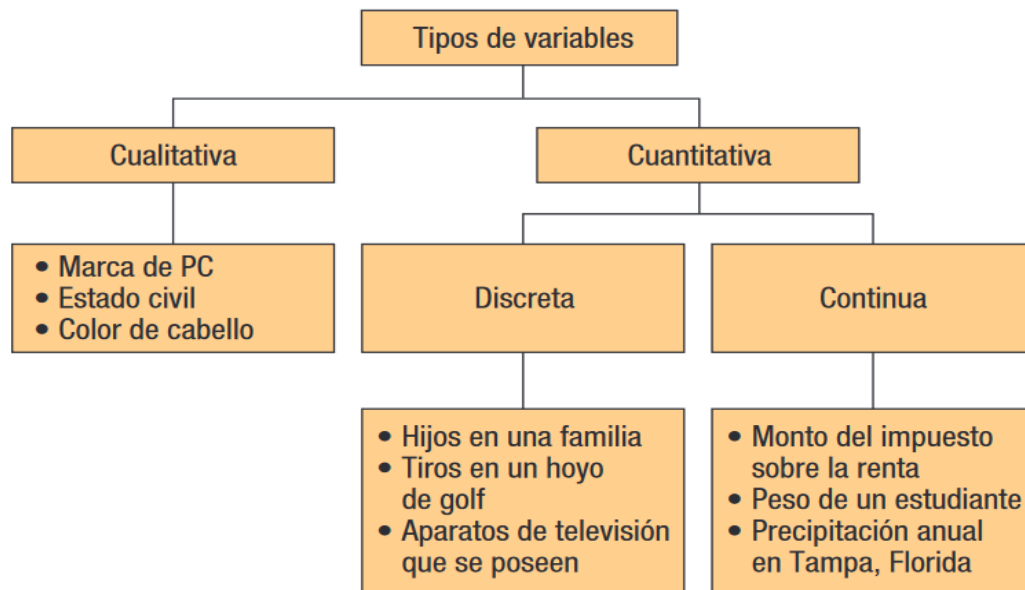 Tipos de variables
Cualitativa
Cuantitativa
• Marca de PC
• Estado civil
• Color de cabello
Discreta
Continua
• Hijos en una familia
• Tiros en un hoyo
de golf
• Aparatos de televisión
que se poseen
• Monto del impuesto
sobre la renta
• Peso de un estudiante
• Precipitación anual
en Tampa, Florida